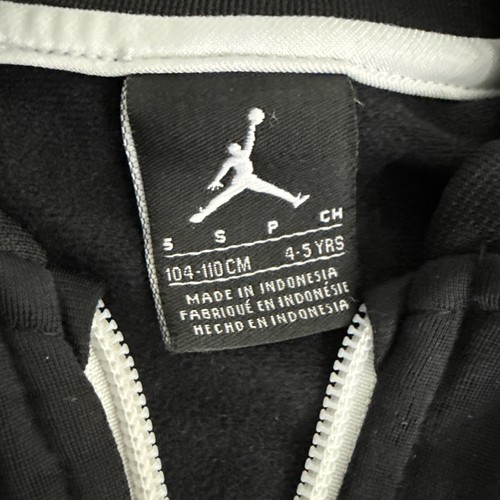 5 S P CH
104-110CM 4-5 YRS
MADE IN INDONESIA
FABRIQUÉ EN INDONÉSIE
HECHO EN INDONESIA